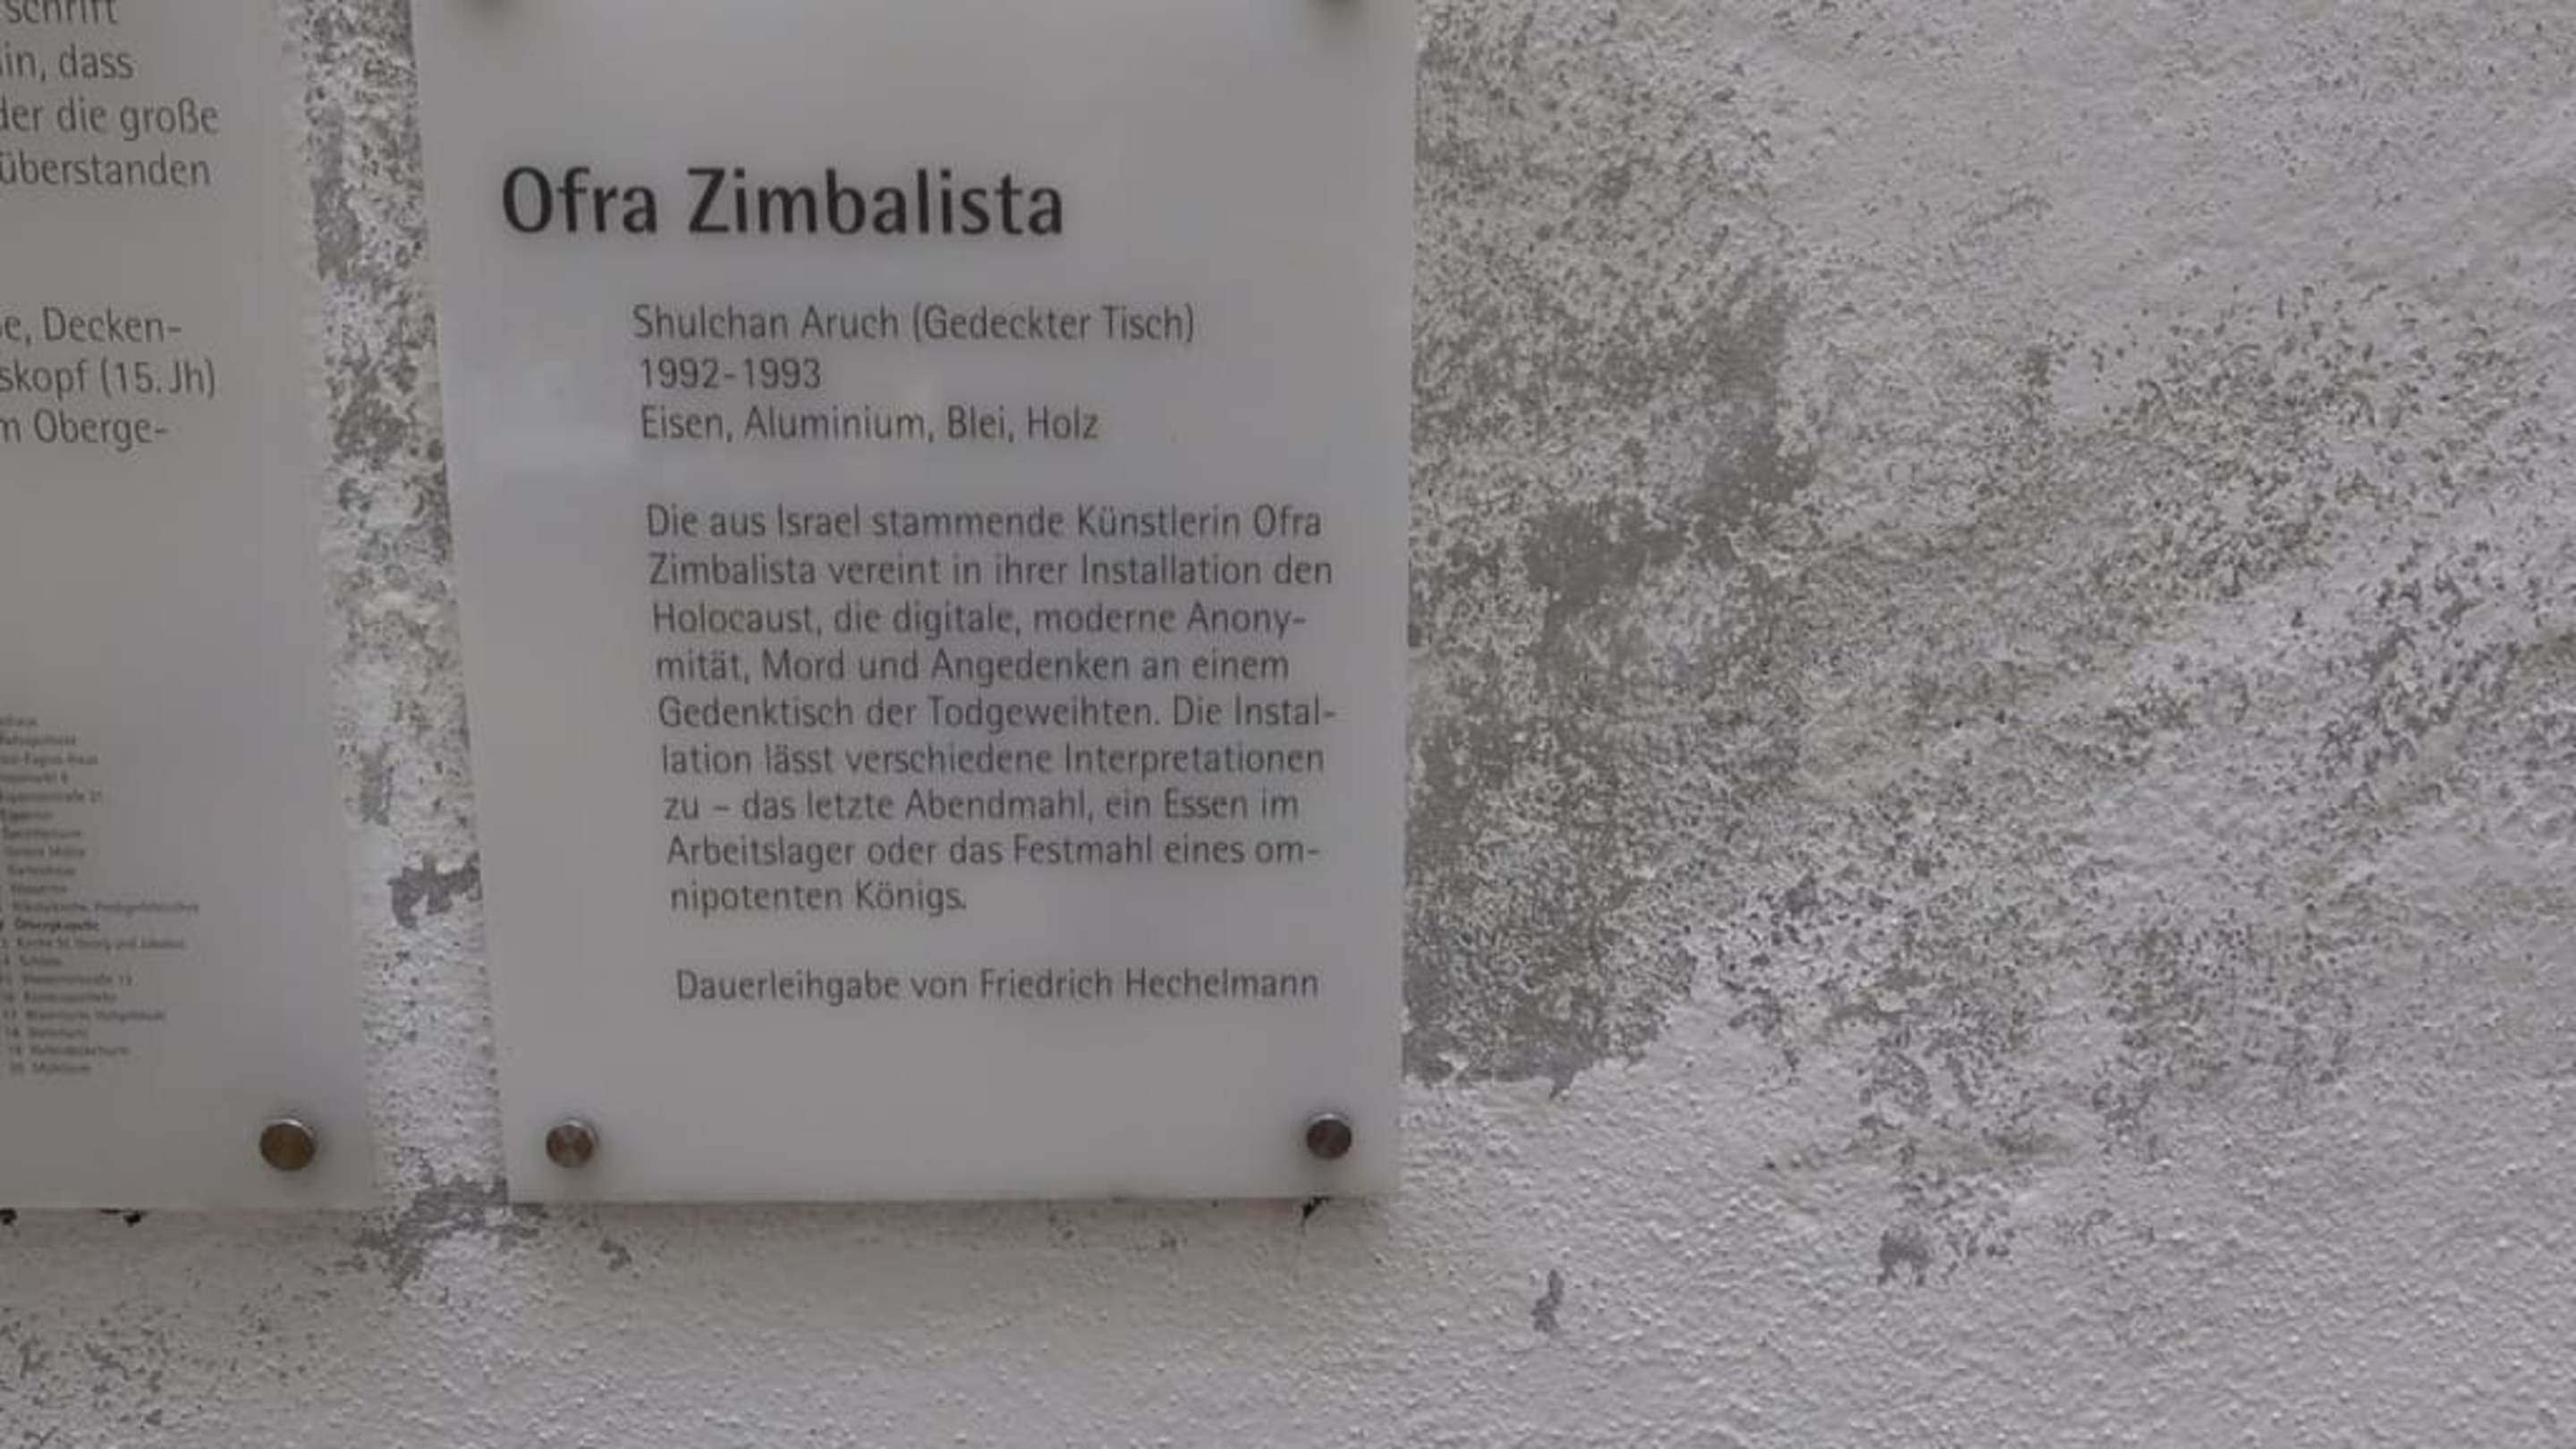 schrift
in, dass
der die große
überstanden
e, Decken-
skopf (15. Jh)
m Oberge-
Ofra Zimbalista
Shulchan Aruch (Gedeckter Tisch)
1992-1993
Eisen, Aluminium, Blei, Holz
Die aus Israel stammende Künstlerin Ofra
Zimbalista vereint in ihrer Installation den
Holocaust, die digitale, moderne Anony-
mität, Mord und Angedenken an einem
Gedenktisch der Todgeweihten. Die Instal-
lation lässt verschiedene Interpretationen
zu – das letzte Abendmahl, ein Essen im
Arbeitslager oder das Festmahl eines om-
nipotenten Königs.
Dauerleihgabe von Friedrich Hechelmann